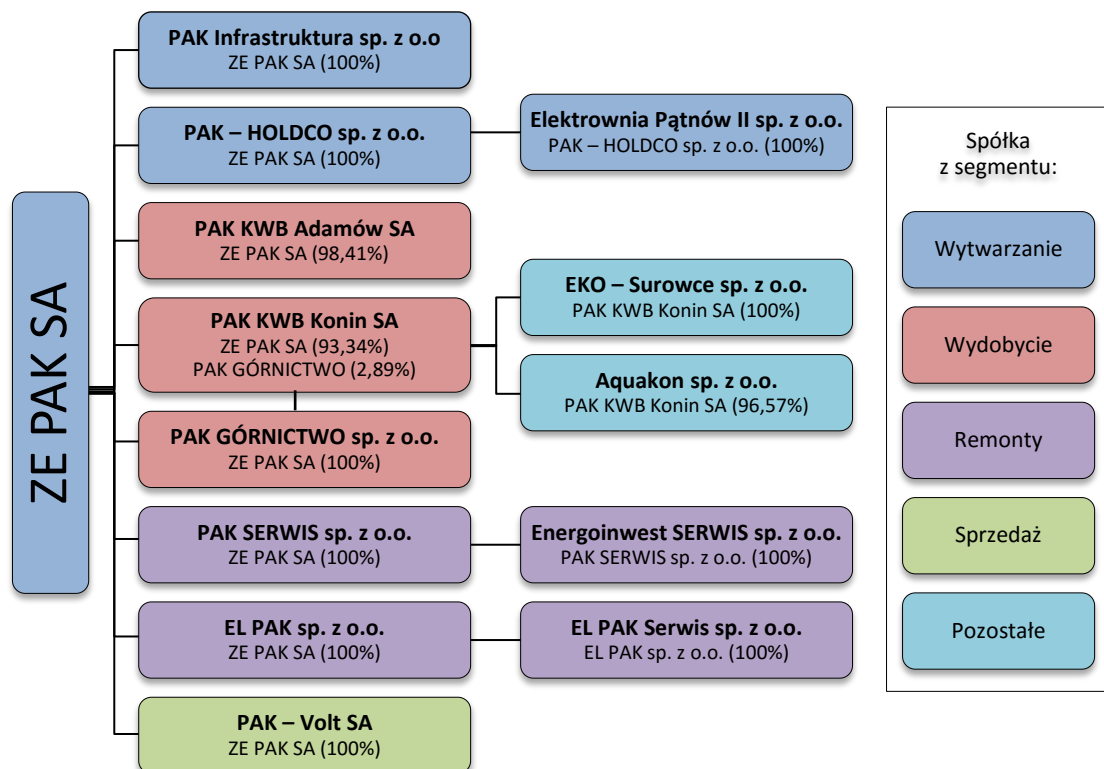 ZE PAK SA
PAK Infrastruktura sp. z o.o
ZE PAK SA (100%)
PAK – HOLDCO sp. z o.o.
ZE PAK SA (100%)
Elektrownia Pątnów II sp. z o.o.
PAK – HOLDCO sp. z o.o. (100%)
PAK KWB Adamów SA
ZE PAK SA (98,41%)
PAK KWB Konin SA
ZE PAK SA (93,34%)
PAK GÓRNICTWO (2,89%)
EKO – Surowce sp. z o.o.
PAK KWB Konin SA (100%)
Aquakon sp. z o.o.
PAK KWB Konin SA (96,57%)
PAK GÓRNICTWO sp. z o.o.
ZE PAK SA (100%)
PAK SERWIS sp. z o.o.
ZE PAK SA (100%)
Energoinwest SERWIS sp. z o.o.
PAK SERWIS sp. z o.o. (100%)
EL PAK sp. z o.o.
ZE PAK SA (100%)
EL PAK Serwis sp. z o.o.
EL PAK sp. z o.o. (100%)
PAK – Volt SA
ZE PAK SA (100%)
Spółka
z segmentu:
Wytwarzanie
Wydobycie
Remonty
Sprzedaż
Pozostałe